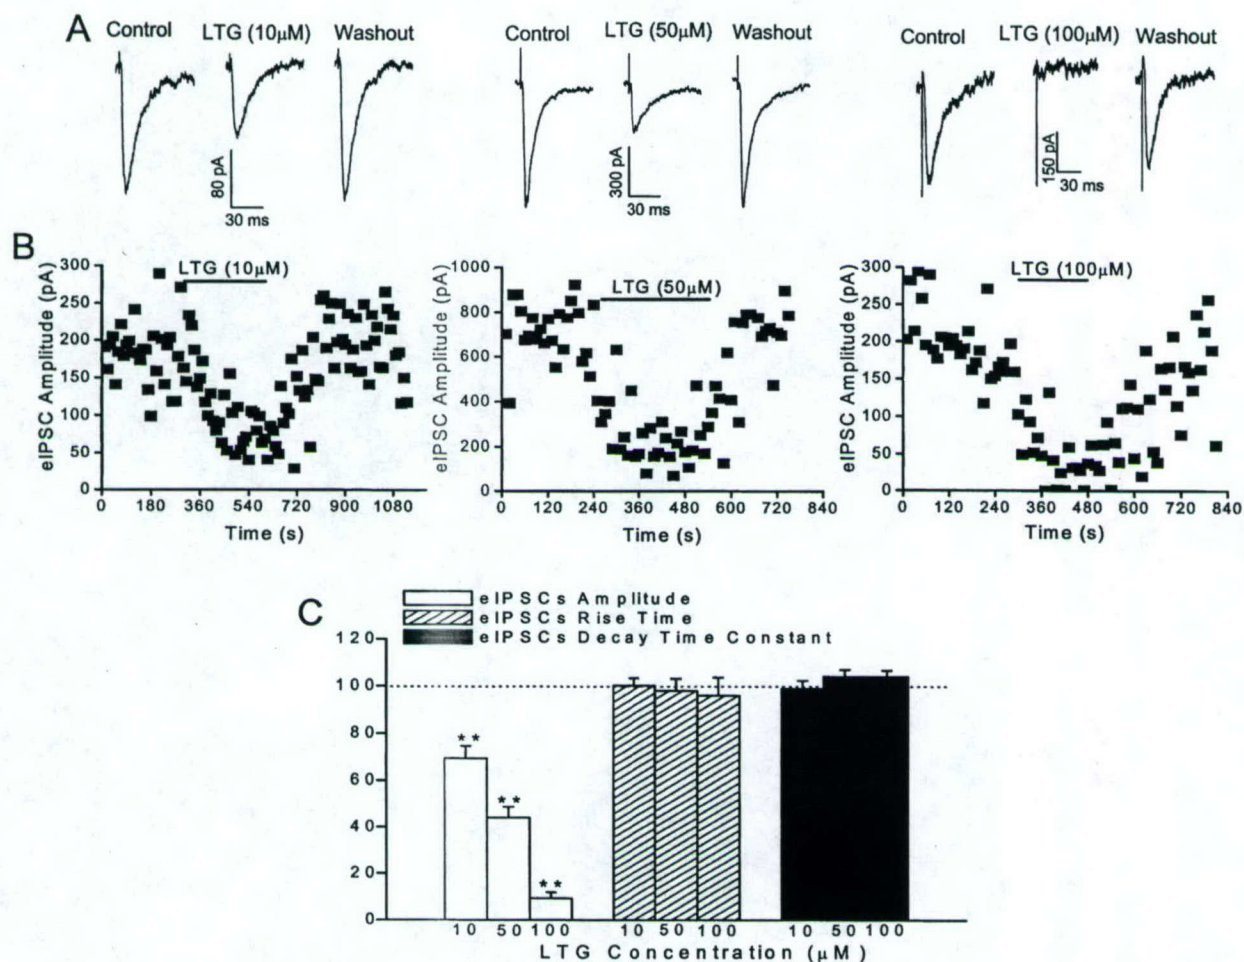 A
Control LTG (10µM) Washout
Control LTG (50µM) Washout
Control LTG (100µM) Washout
80 pA
30 ms
300 pA
30 ms
150 pA
30 ms
B
eIPSC Amplitude (pA)
300
250
200
150
100
50
0
LTG (10µM)
0 180 360 540 720 900 1080
Time (s)
eIPSC Amplitude (pA)
1000
800
600
400
200
0
LTG (50µM)
0 120 240 360 480 600 720 840
Time (s)
eIPSC Amplitude (pA)
300
250
200
150
100
50
0
LTG (100µM)
0 120 240 360 480 600 720 840
Time (s)
C
eIPSCs Amplitude
eIPSCs Rise Time
eIPSCs Decay Time Constant
120
100
80
60
40
20
0
**
**
**
10 50 100 10 50 100 10 50 100
LTG Concentration (µM)